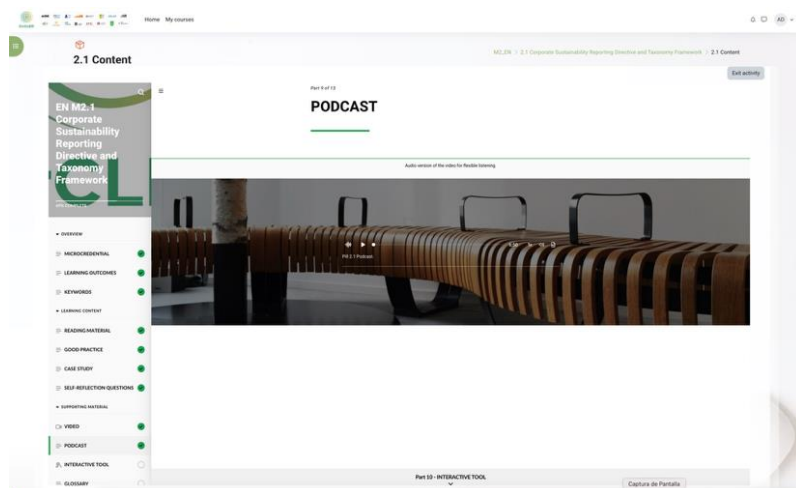 Home My courses
AD
2.1 Content
M2_EN > 2.1 Corporate Sustainability Reporting Directive and Taxonomy Framework > 2.1 Content
Exit activity
EN M2.1
Corporate
Sustainability
Reporting
Directive and
Taxonomy
Framework
OVERVIEW
MICROCREDENTIAL
LEARNING OUTCOMES
KEYWORDS
LEARNING CONTENT
READING MATERIAL
GOOD PRACTICE
CASE STUDY
SELF-REFLECTION QUESTIONS
SUPPORTING MATERIAL
VIDEO
PODCAST
INTERACTIVE TOOL
GLOSSARY
Part 9 of 12
PODCAST
Audio version of the video for flexible listening
Podcast
Part 10 - INTERACTIVE TOOL
Captura de Pantalla